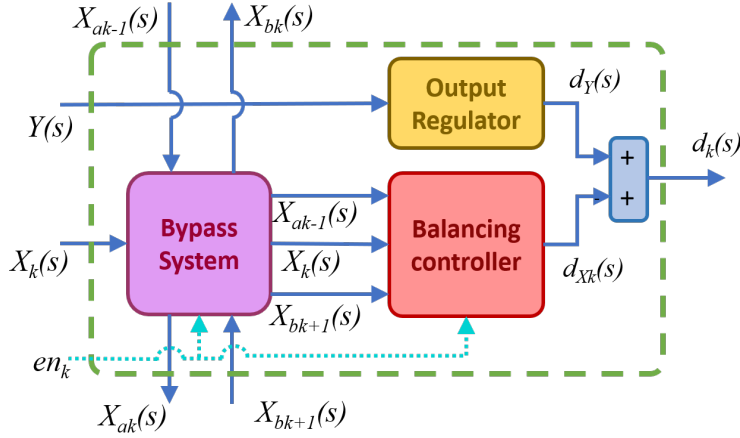 X_{ak-1}(s)
X_{bk}(s)
Output
Regulator
d_Y(s)
Y(s)
+
d_k(s)
+
Bypass
System
X_{ak-1}(s)
Balancing
controller
X_k(s)
X_k(s)
d_{Xk}(s)
X_{bk+1}(s)
en_k
X_{ak}(s)
X_{bk+1}(s)